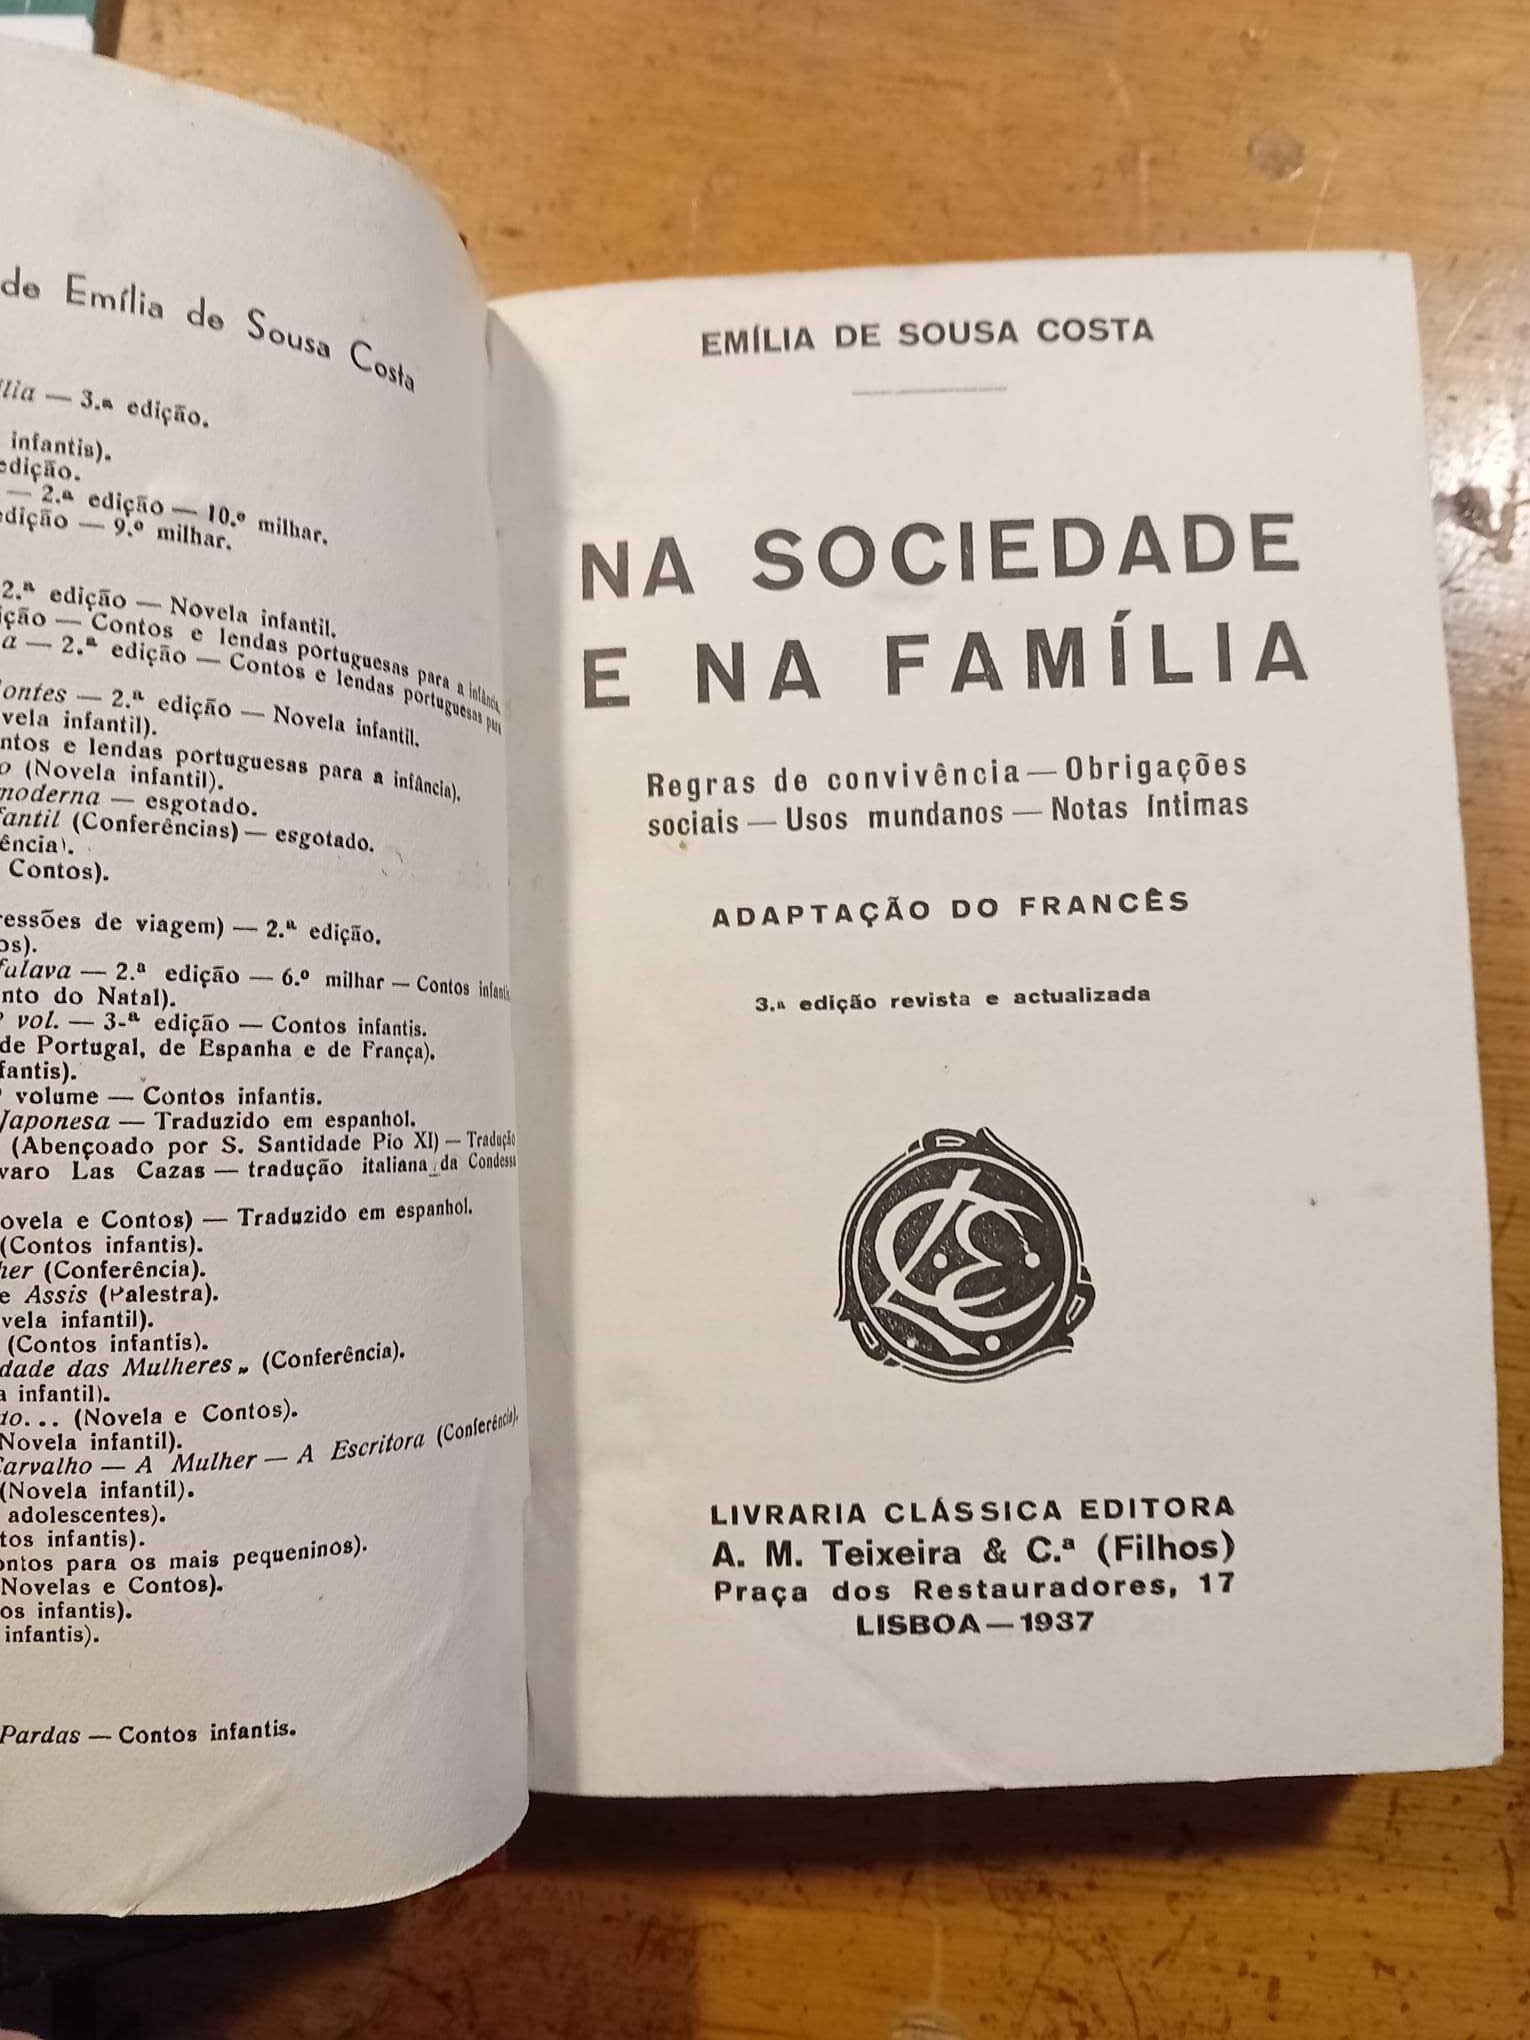 de Emília de Sousa Costa
lia — 3.ª edição.
infantis).
edição.
— 2.ª edição — 10.º milhar.
edição — 9.º milhar.
2.ª edição — Novela infantil.
ição — Contos e lendas portuguesas para a infância.
a — 2.ª edição — Contos e lendas portuguesas para
ontes — 2.ª edição — Novela infantil.
vela infantil).
ntos e lendas portuguesas para a infância).
o (Novela infantil).
moderna — esgotado.
fantil (Conferências) — esgotado.
ência).
Contos).
ressões de viagem) — 2.ª edição.
os).
fulava — 2.ª edição — 6.º milhar — Contos infantis
nto do Natal).
vol. — 3-ª edição — Contos infantis.
de Portugal, de Espanha e de França).
fantis).
volume — Contos infantis.
Japonesa — Traduzido em espanhol.
(Abençoado por S. Santidade Pio XI) — Tradução
varo Las Cazas — tradução italiana da Condessa
ovela e Contos) — Traduzido em espanhol.
(Contos infantis).
her (Conferência).
e Assis (Palestra).
vela infantil).
(Contos infantis).
dade das Mulheres„ (Conferência).
a infantil).
to... (Novela e Contos).
Novela infantil).
Carvalho — A Mulher — A Escritora (Conferência).
(Novela infantil).
adolescentes).
tos infantis).
ontos para os mais pequeninos).
Novelas e Contos).
os infantis).
infantis).
Pardas — Contos infantis.
EMÍLIA DE SOUSA COSTA
NA SOCIEDADE
E NA FAMÍLIA
Regras de convivência — Obrigações
sociais — Usos mundanos — Notas íntimas
ADAPTAÇÃO DO FRANCÊS
3.ª edição revista e actualizada
LCE
LIVRARIA CLÁSSICA EDITORA
A. M. Teixeira & C.ª (Filhos)
Praça dos Restauradores, 17
LISBOA — 1937